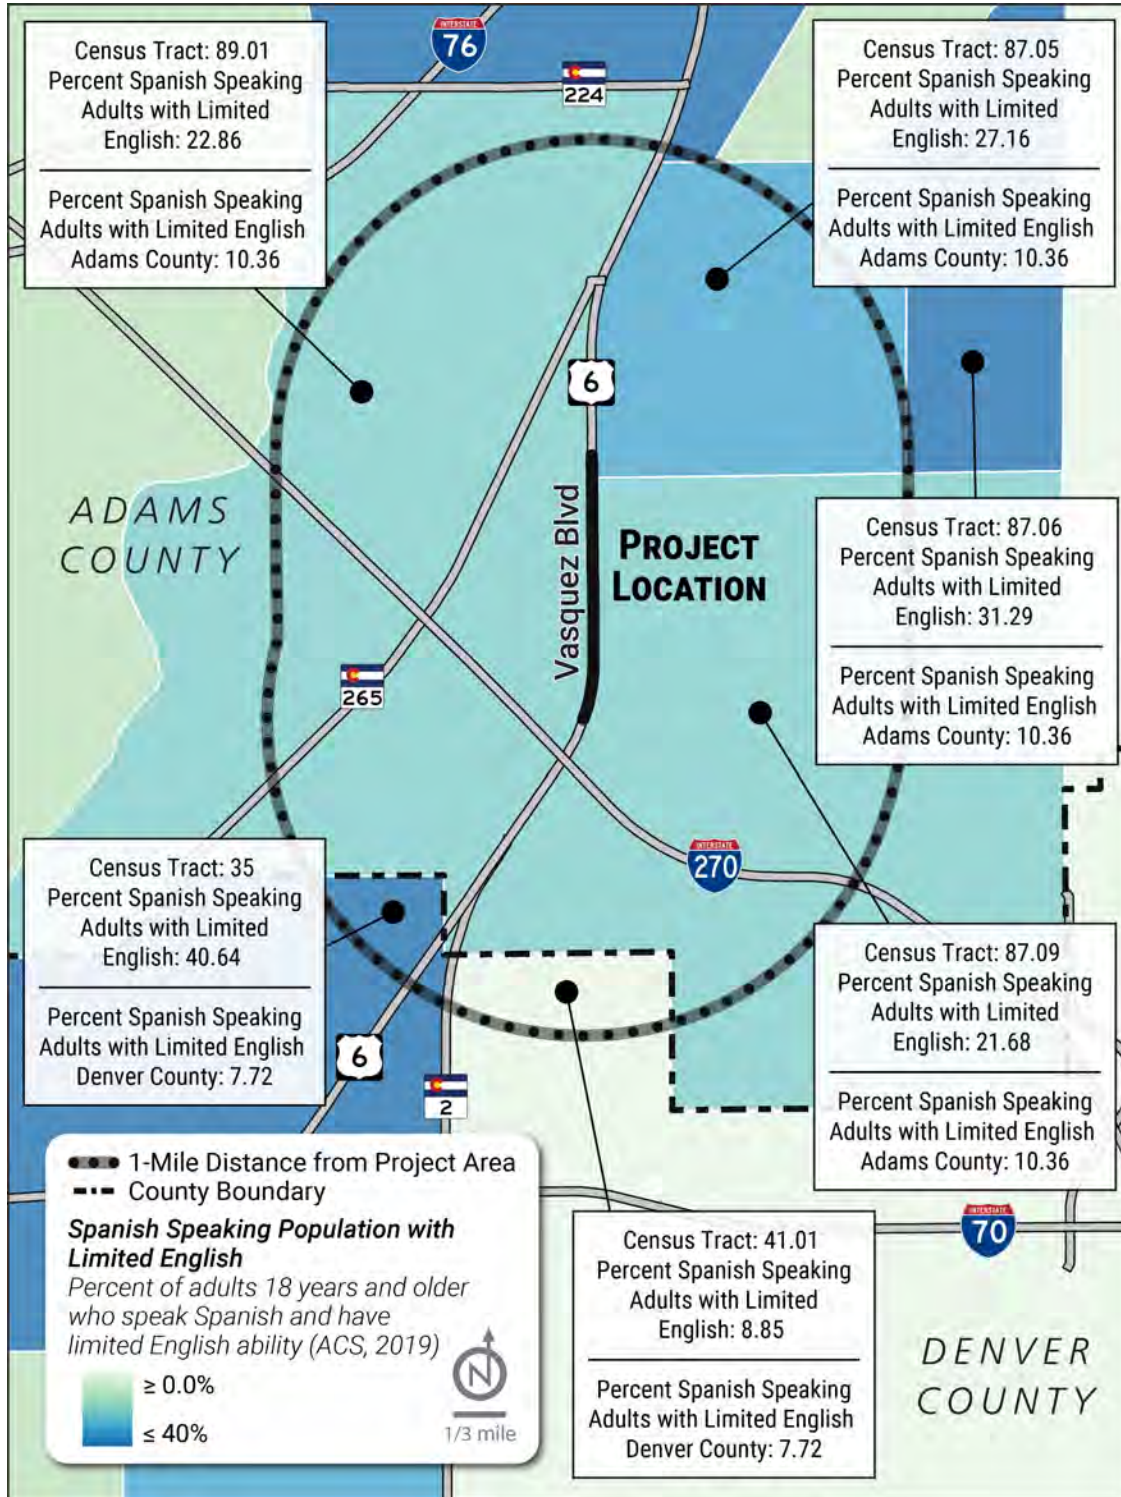 Census Tract: 89.01
Percent Spanish Speaking
Adults with Limited
English: 22.86
Percent Spanish Speaking
Adults with Limited English
Adams County: 10.36
INTERSTATE
76
224
Census Tract: 87.05
Percent Spanish Speaking
Adults with Limited
English: 27.16
Percent Spanish Speaking
Adults with Limited English
Adams County: 10.36
6
ADAMS
COUNTY
Vasquez Blvd
PROJECT
LOCATION
Census Tract: 87.06
Percent Spanish Speaking
Adults with Limited
English: 31.29
Percent Spanish Speaking
Adults with Limited English
Adams County: 10.36
265
INTERSTATE
270
Census Tract: 35
Percent Spanish Speaking
Adults with Limited
English: 40.64
Percent Spanish Speaking
Adults with Limited English
Denver County: 7.72
6
2
Census Tract: 87.09
Percent Spanish Speaking
Adults with Limited
English: 21.68
Percent Spanish Speaking
Adults with Limited English
Adams County: 10.36
1-Mile Distance from Project Area
County Boundary
Spanish Speaking Population with
Limited English
Percent of adults 18 years and older
who speak Spanish and have
limited English ability (ACS, 2019)
≥ 0.0%
≤ 40%
N
1/3 mile
Census Tract: 41.01
Percent Spanish Speaking
Adults with Limited
English: 8.85
Percent Spanish Speaking
Adults with Limited English
Denver County: 7.72
INTERSTATE
70
DENVER
COUNTY